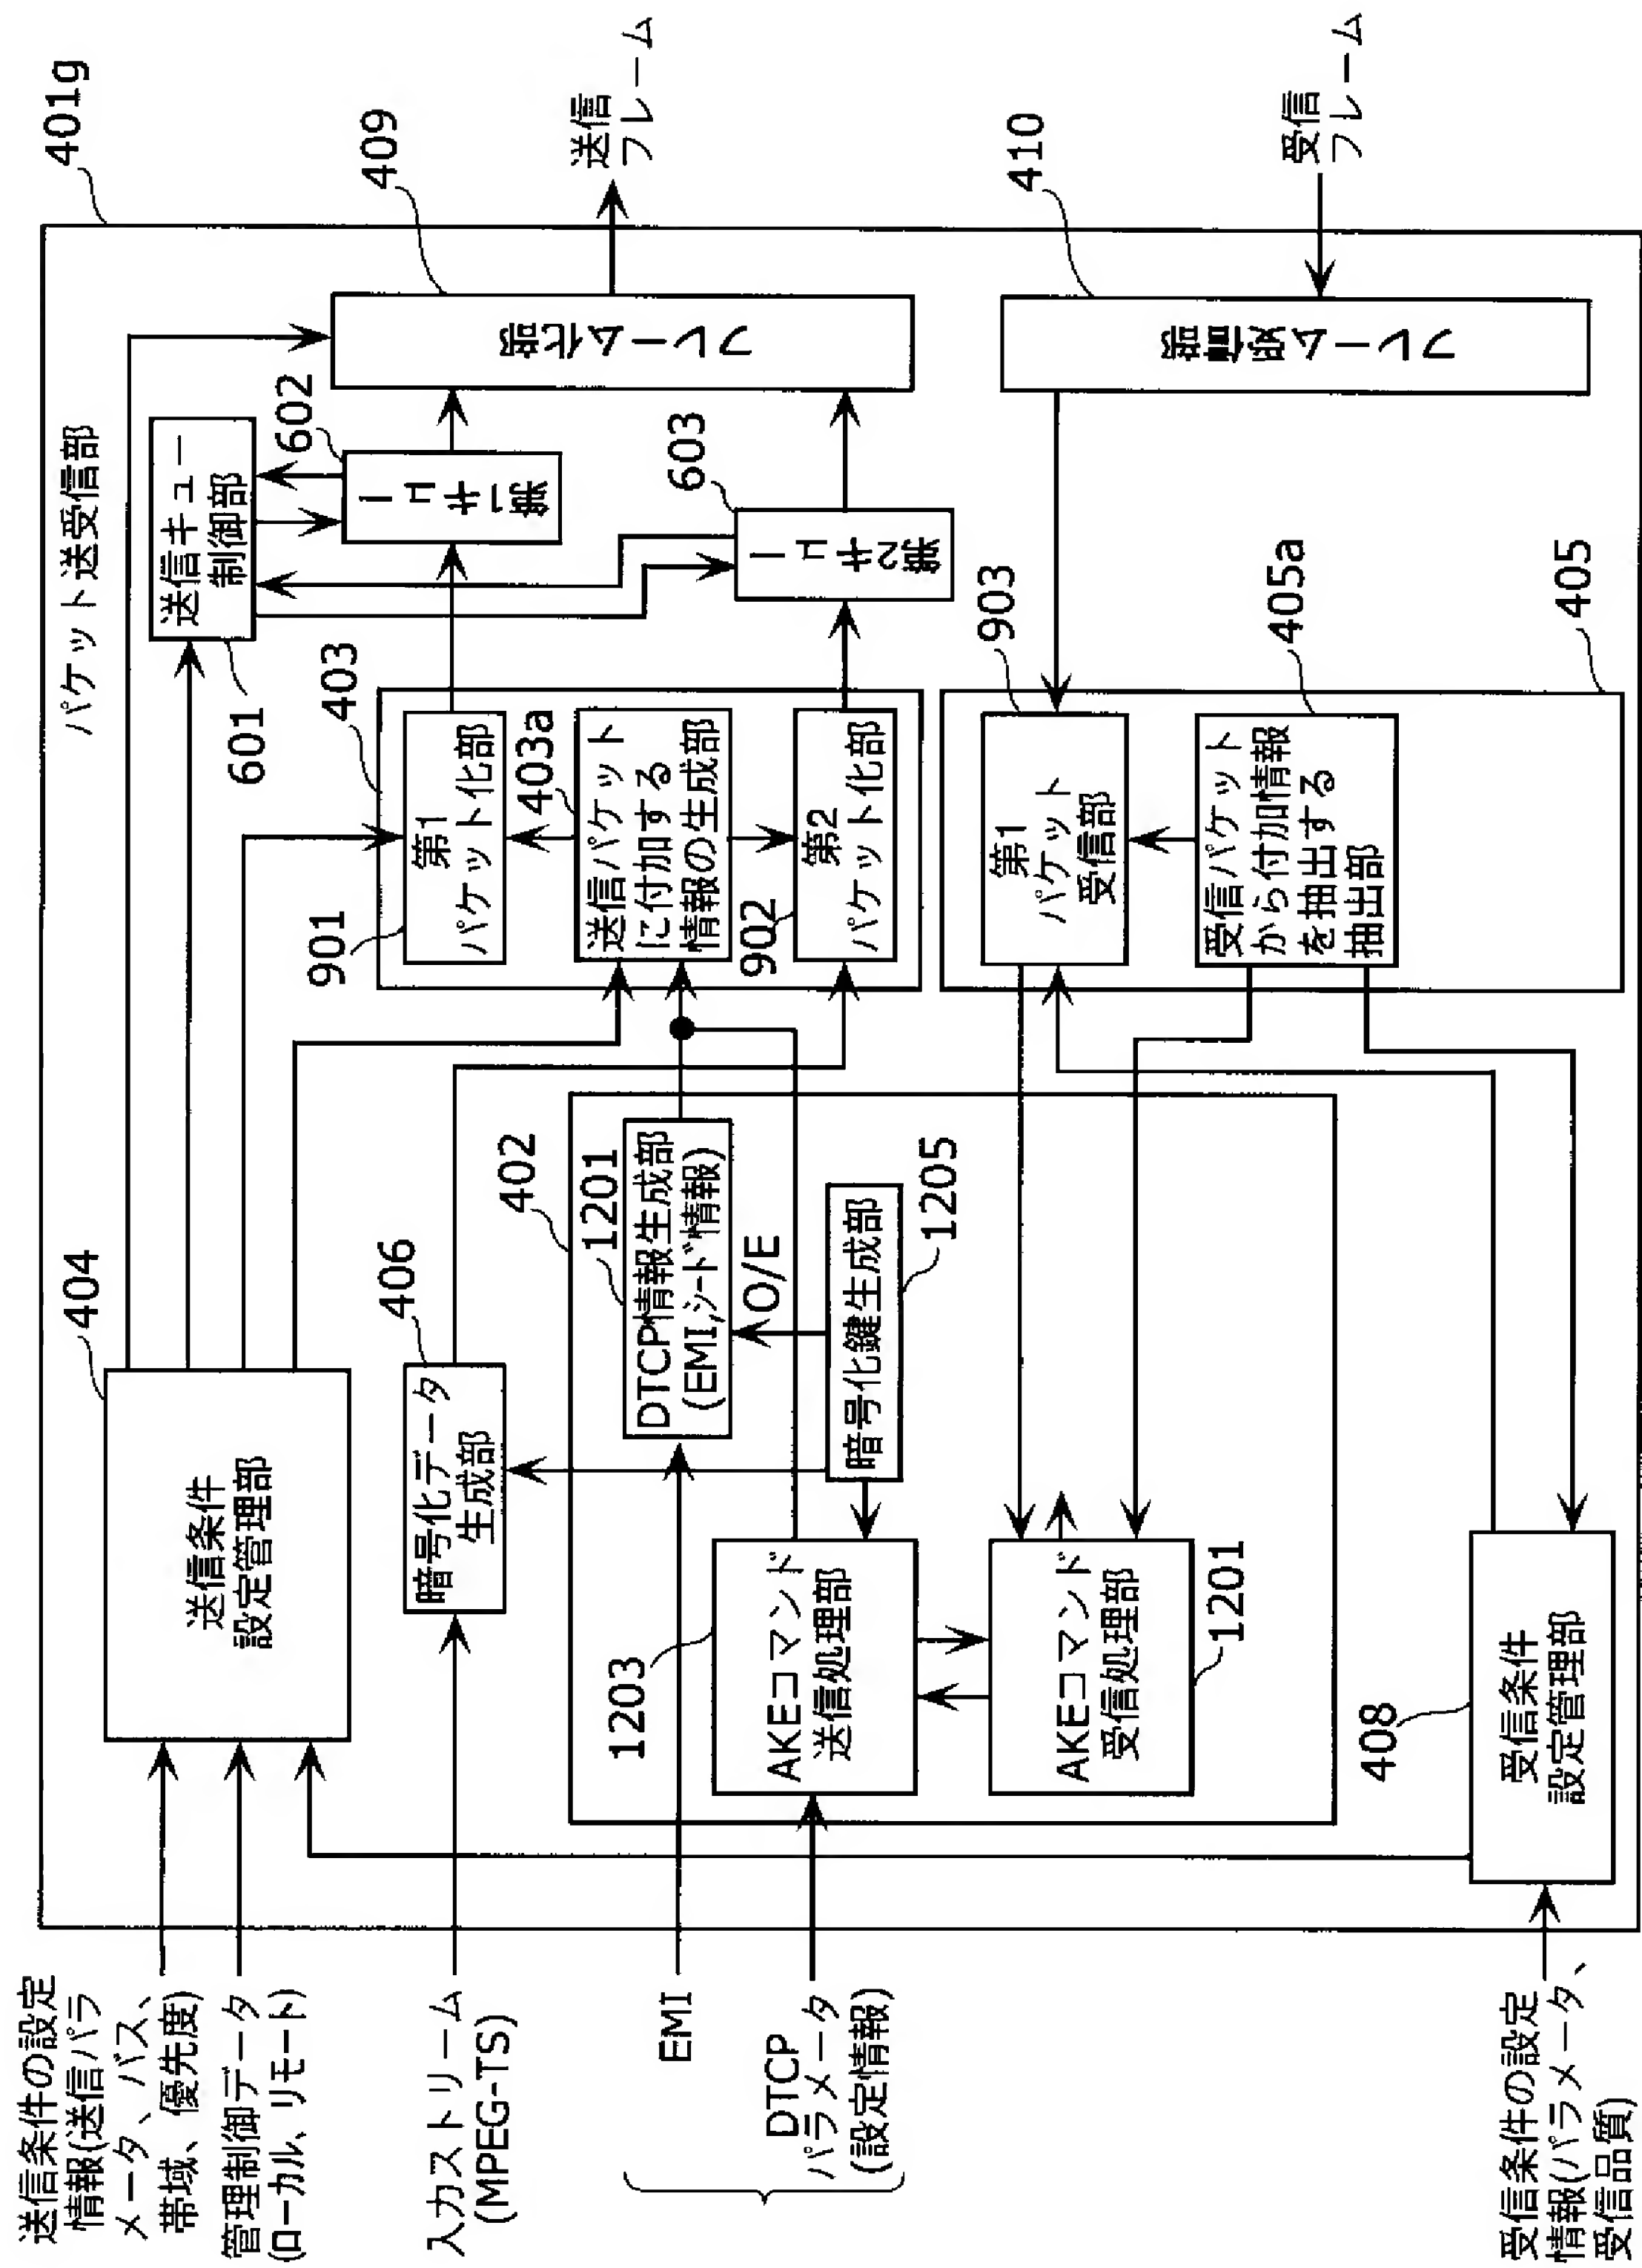 401g
パケット送受信部
送信条件の設定
情報(送信パラ
メータ、パス、
帯域、優先度)
管理制御データ
(ローカル、リモート)
404
送信条件
設定管理部
601
送信キュー
制御部
602
第1キュー
409
フレーム化部
送信
フレーム
入力ストリーム
(MPEG-TS)
406
暗号化データ
生成部
403
901
第1
パケット化部
403a
送信パケット
に付加する
情報の生成部
902
第2
パケット化部
603
第2キュー
402
EMI
1201
DTCP情報生成部
(EMI,シード情報)
O/E
1205
暗号化鍵生成部
DTCP
パラメータ
(設定情報)
1203
AKEコマンド
送信処理部
AKEコマンド
受信処理部
1201
903
第1
パケット
受信部
405a
受信パケット
から付加情報
を抽出する
抽出部
405
410
フレーム受信部
受信
フレーム
408
受信条件
設定管理部
受信条件の設定
情報(パラメータ、
受信品質)